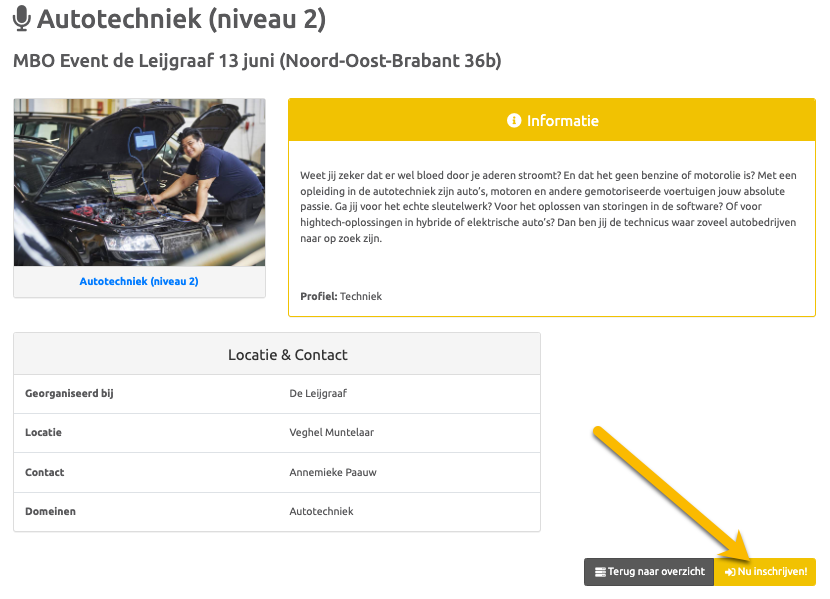 Autotechniek (niveau 2)
MBO Event de Leijgraaf 13 juni (Noord-Oost-Brabant 36b)
Autotechniek (niveau 2)
Informatie
Weet jij zeker dat er wel bloed door je aderen stroomt? En dat het geen benzine of motorolie is? Met een
opleiding in de autotechniek zijn auto's, motoren en andere gemotoriseerde voertuigen jouw absolute
passie. Ga jij voor het echte sleutelwerk? Voor het oplossen van storingen in de software? Of voor
hightech-oplossingen in hybride of elektrische auto's? Dan ben jij de technicus waar zoveel autobedrijven
naar op zoek zijn.
Profiel: Techniek
Locatie & Contact
Georganiseerd bij De Leijgraaf
Locatie Veghel Muntelaar
Contact Annemieke Paauw
Domeinen Autotechniek
Terug naar overzicht Nu inschrijven!